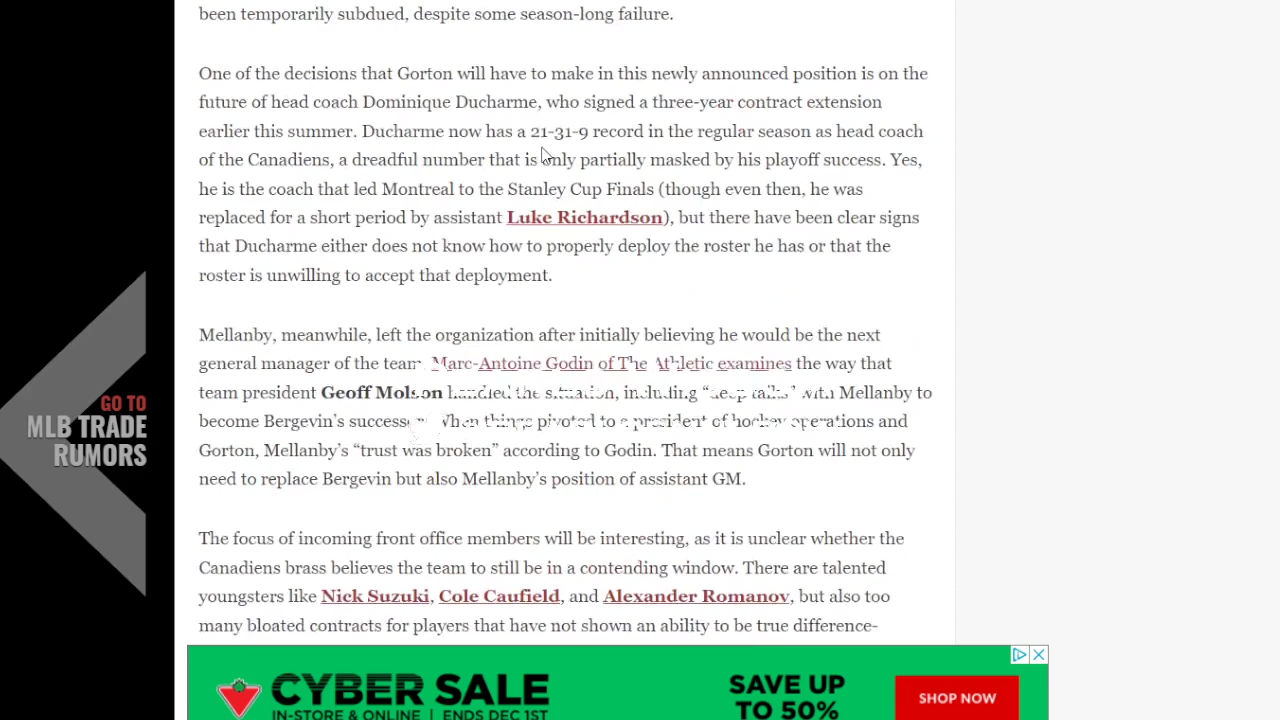 been temporarily subdued, despite some season-long failure.
One of the decisions that Gorton will have to make in this newly announced position is on the
future of head coach Dominique Ducharme, who signed a three-year contract extension
earlier this summer. Ducharme now has a 21-31-9 record in the regular season as head coach
of the Canadiens, a dreadful number that is only partially masked by his playoff success. Yes,
he is the coach that led Montreal to the Stanley Cup Finals (though even then, he was
replaced for a short period by assistant Luke Richardson), but there have been clear signs
that Ducharme either does not know how to properly deploy the roster he has or that the
roster is unwilling to accept that deployment.
Mellanby, meanwhile, left the organization after initially believing he would be the next
general manager of the team. Marc-Antoine Godin of The Athletic examines the way that
team president Geoff Molson handled the situation, including “deep talks” with Mellanby to
become Bergevin’s successor. When things pivoted to a president of hockey operations and
Gorton, Mellanby’s “trust was broken” according to Godin. That means Gorton will not only
need to replace Bergevin but also Mellanby’s position of assistant GM.
The focus of incoming front office members will be interesting, as it is unclear whether the
Canadiens brass believes the team to still be in a contending window. There are talented
youngsters like Nick Suzuki, Cole Caufield, and Alexander Romanov, but also too
many bloated contracts for players that have not shown an ability to be true difference-
GO TO
MLB TRADE
RUMORS
CYBER SALE
IN-STORE & ONLINE | ENDS DEC 1ST
SAVE UP
TO 50%
SHOP NOW